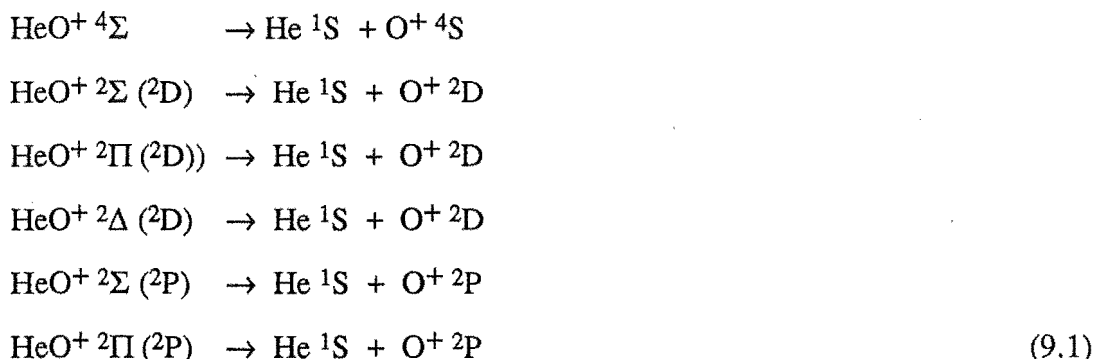 HeO⁺ ⁴Σ → He ¹S + O⁺ ⁴S
HeO⁺ ²Σ (²D) → He ¹S + O⁺ ²D
HeO⁺ ²Π (²D)) → He ¹S + O⁺ ²D
HeO⁺ ²Δ (²D) → He ¹S + O⁺ ²D
HeO⁺ ²Σ (²P) → He ¹S + O⁺ ²P
HeO⁺ ²Π (²P) → He ¹S + O⁺ ²P (9.1)